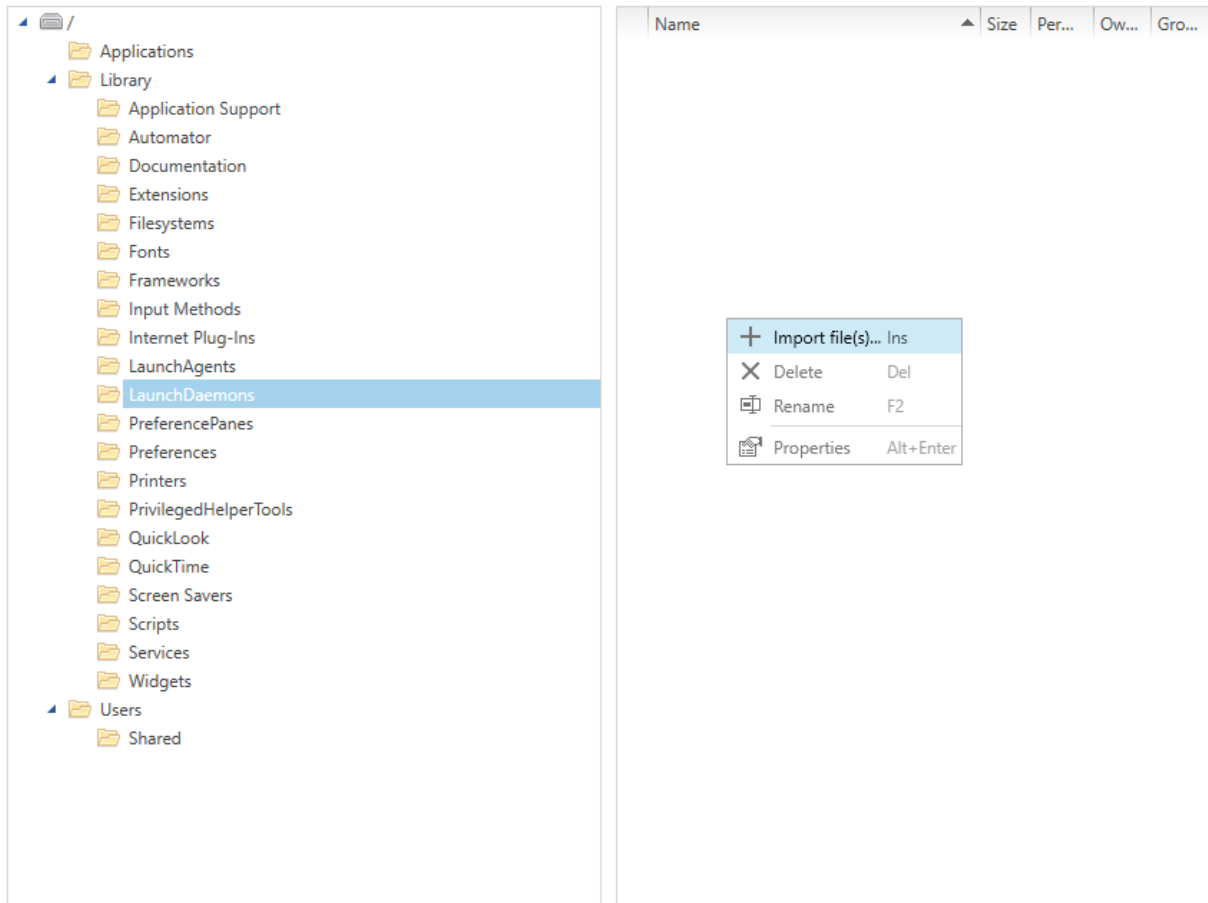 /
Applications
Library
Application Support
Automator
Documentation
Extensions
Filesystems
Fonts
Frameworks
Input Methods
Internet Plug-Ins
LaunchAgents
LaunchDaemons
PreferencePanes
Preferences
Printers
PrivilegedHelperTools
QuickLook
QuickTime
Screen Savers
Scripts
Services
Widgets
Users
Shared
Name Size Per... Ow... Gro...
Import file(s)... Ins
Delete Del
Rename F2
Properties Alt+Enter